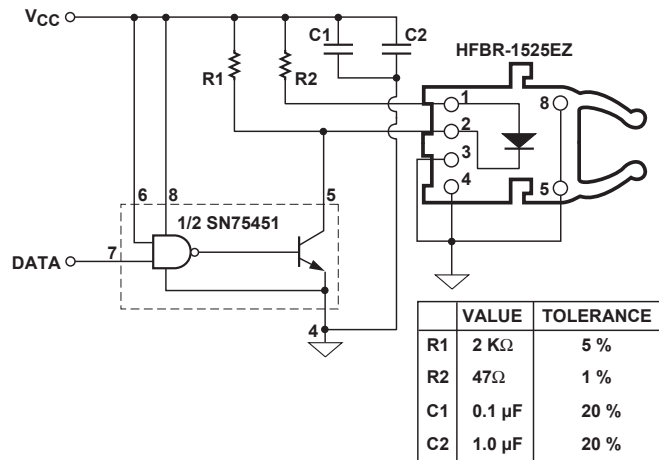 VCC
C1
C2
R1
R2
HFBR-1525EZ
1
2
3
4
8
5
6 8
5
1/2 SN75451
DATA
7
4
VALUE TOLERANCE
R1 2 KΩ 5 %
R2 47Ω 1 %
C1 0.1 µF 20 %
C2 1.0 µF 20 %